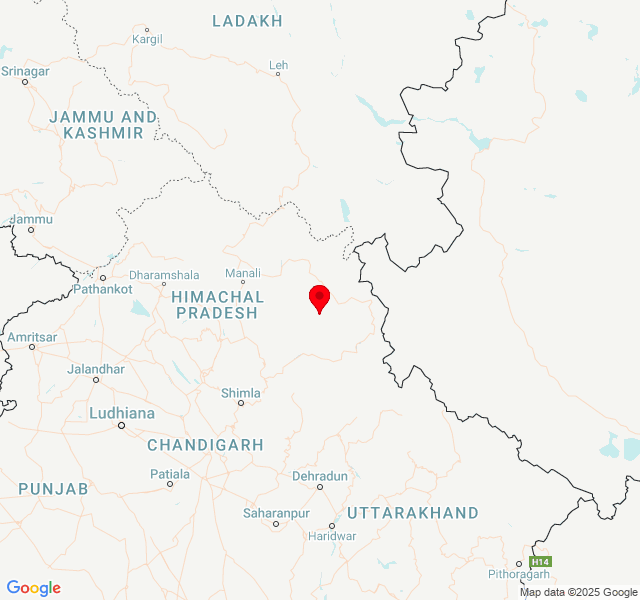 LADAKH
Kargil
Leh
Srinagar
JAMMU AND
KASHMIR
Jammu
Dharamshala
Manali
Pathankot
HIMACHAL
PRADESH
Amritsar
Jalandhar
Shimla
Ludhiana
CHANDIGARH
Patiala
Dehradun
PUNJAB
Saharanpur
UTTARAKHAND
Haridwar
H14
Pithoragarh
Google
Map data ©2025 Google